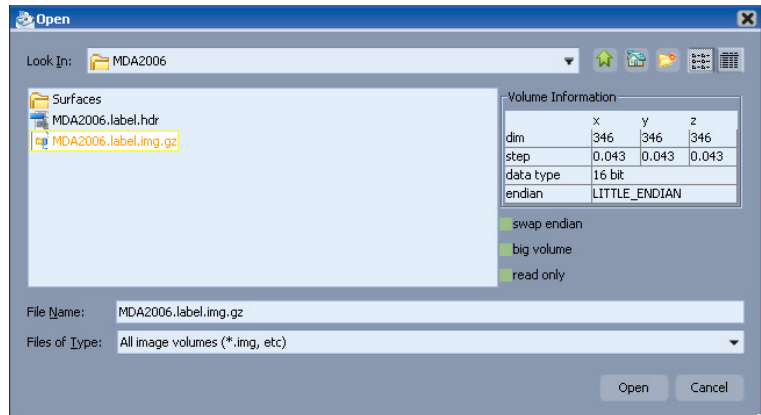 Open
Look In: MDA2006
Surfaces
MDA2006.label.hdr
MDA2006.label.img.gz
Volume Information
x y z
dim 346 346 346
step 0.043 0.043 0.043
data type 16 bit
endian LITTLE_ENDIAN
swap endian
big volume
read only
File Name: MDA2006.label.img.gz
Files of Type: All image volumes (*.img, etc)
Open Cancel